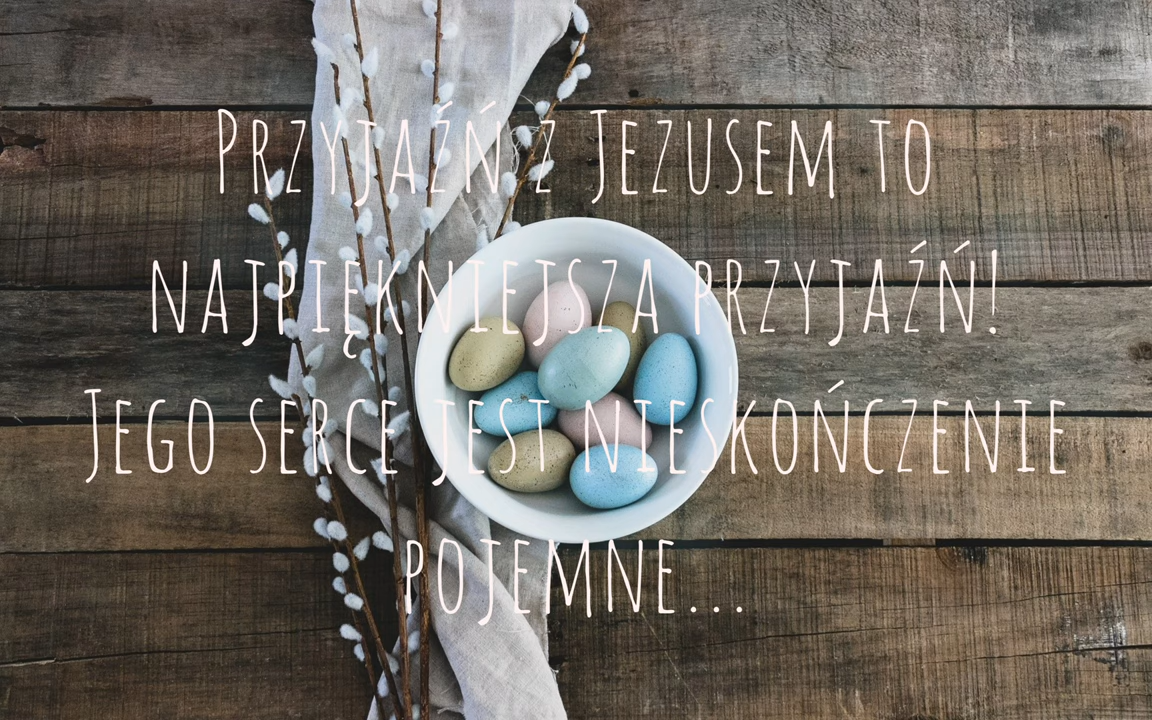 Przyjaźń z Jezusem to
najpiękniejsza przyjaźń!
Jego serce jest nieskończenie
pojemne...